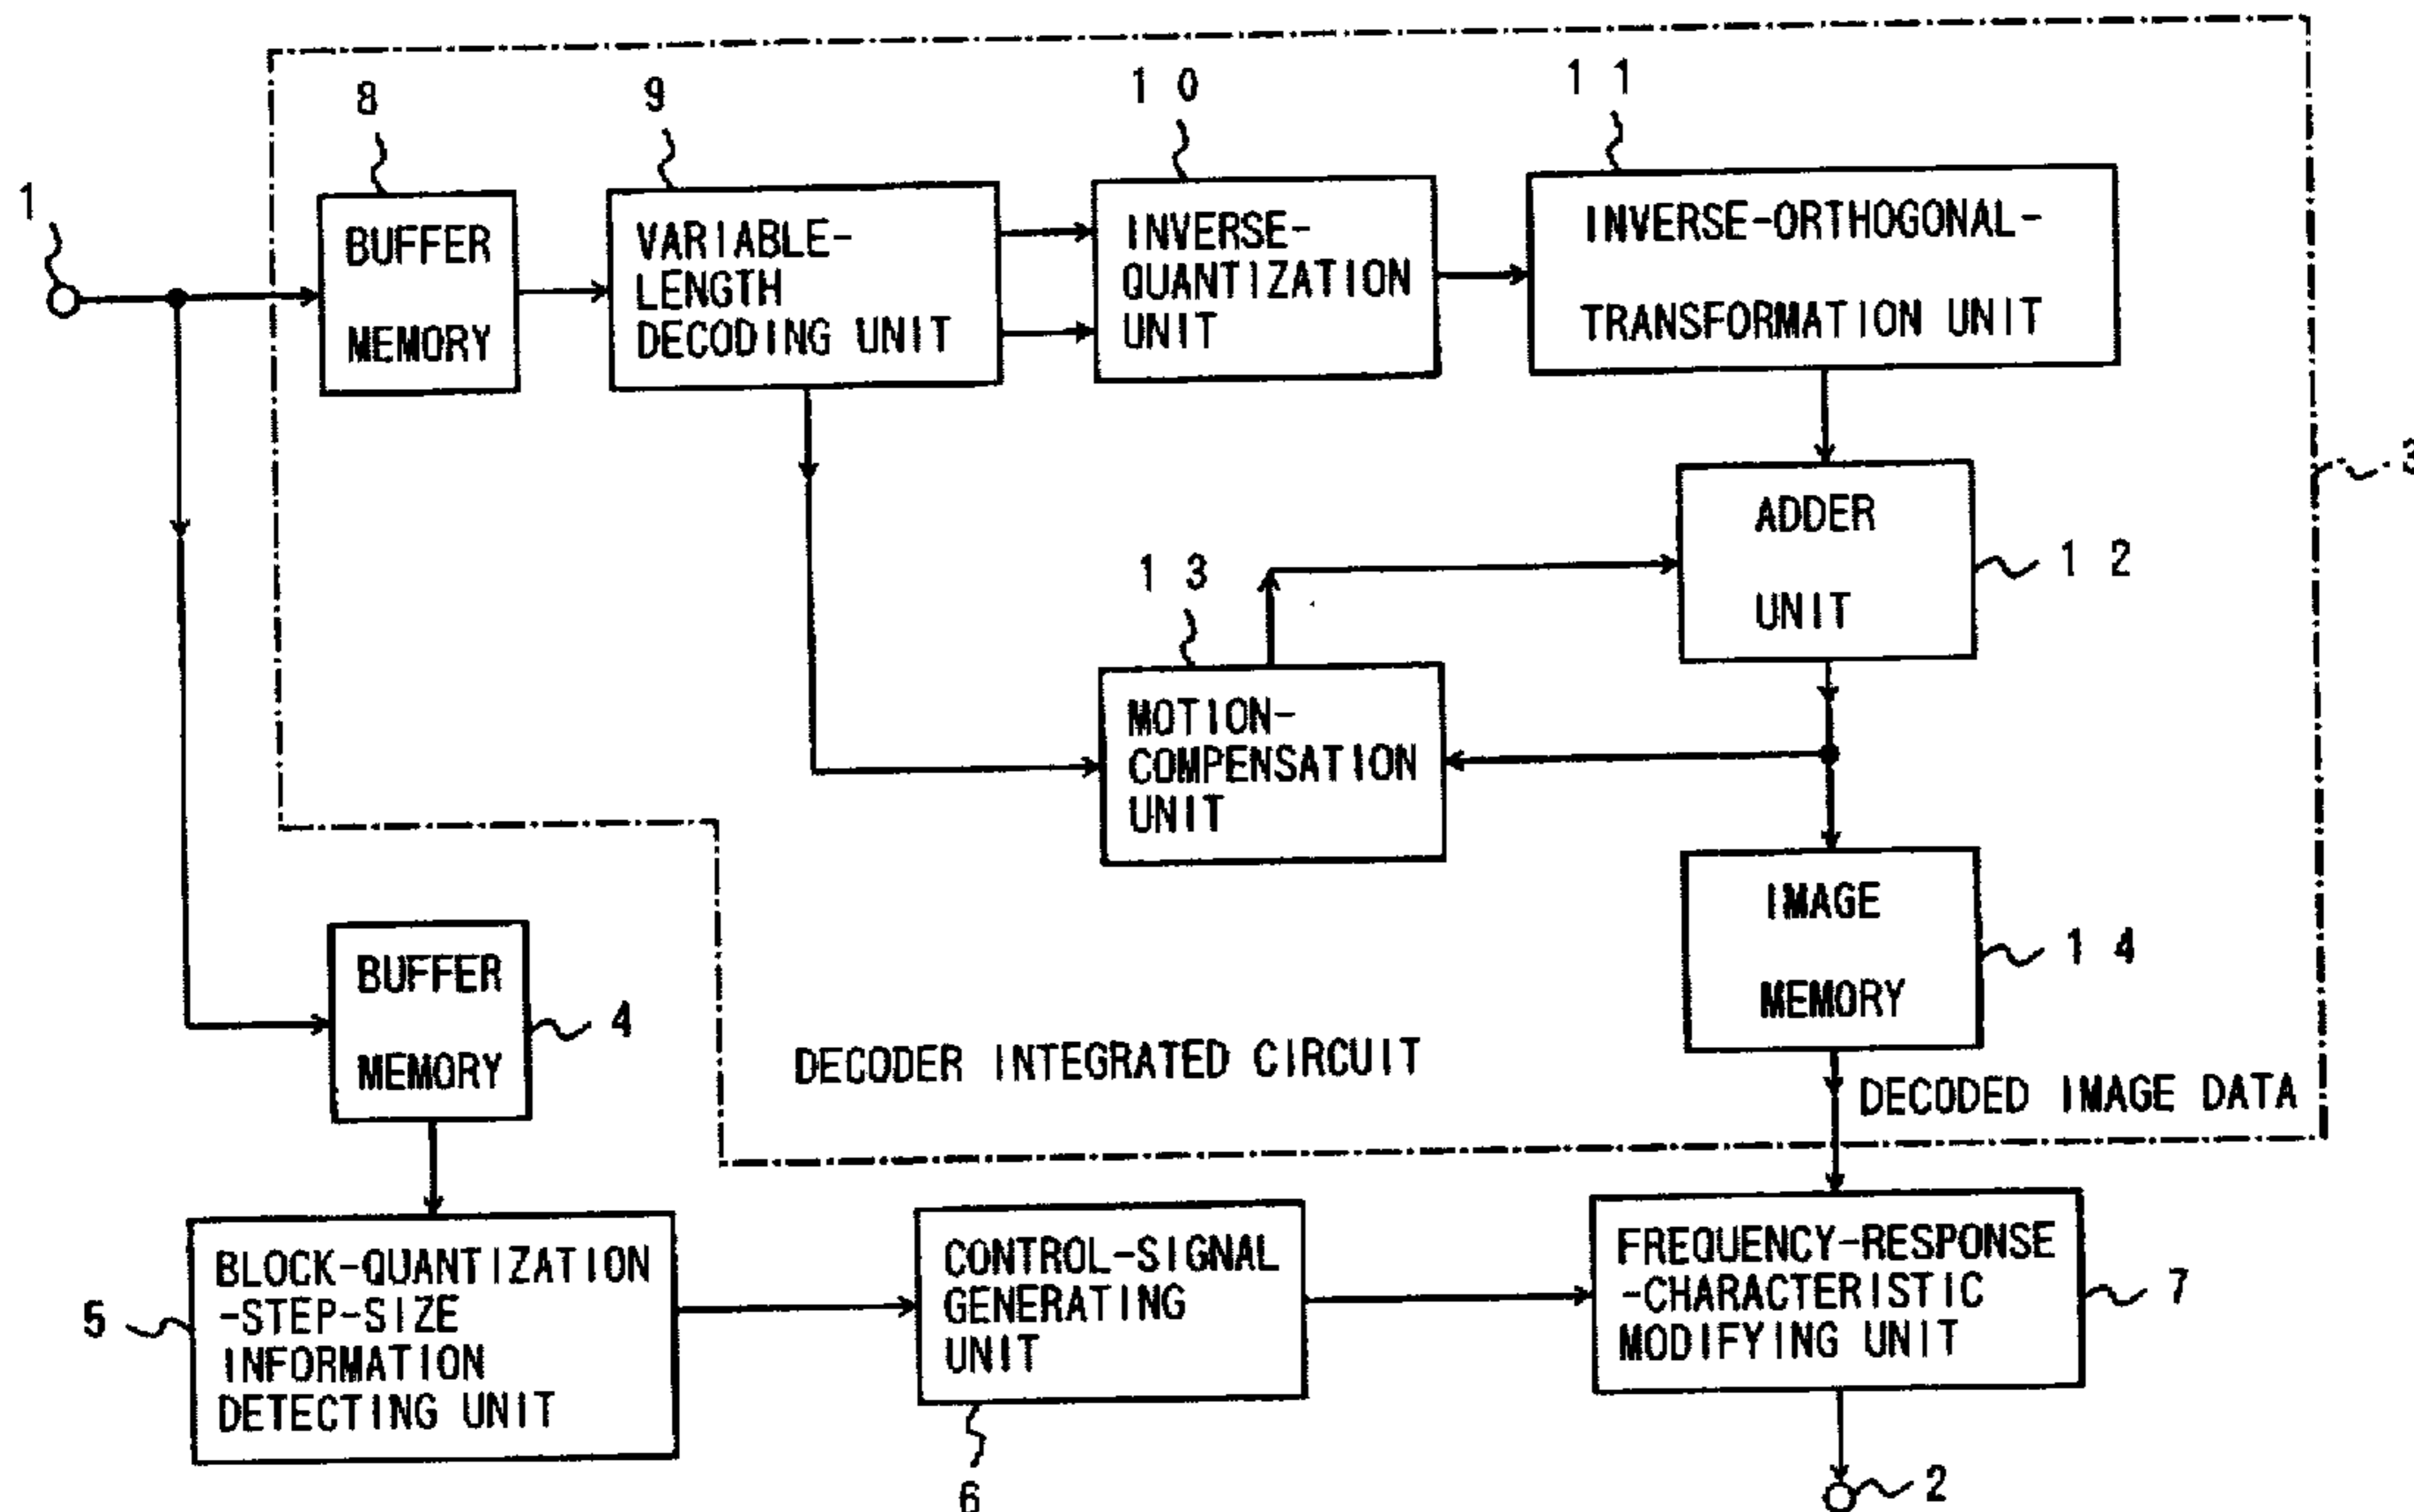 1
8
BUFFER
MEMORY
9
VARIABLE-
LENGTH
DECODING UNIT
10
INVERSE-
QUANTIZATION
UNIT
11
INVERSE-ORTHOGONAL-
TRANSFORMATION UNIT
3
ADDER
UNIT
12
13
MOTION-
COMPENSATION
UNIT
IMAGE
MEMORY
14
BUFFER
MEMORY
4
DECODER INTEGRATED CIRCUIT
DECODED IMAGE DATA
5
BLOCK-QUANTIZATION
-STEP-SIZE
INFORMATION
DETECTING UNIT
CONTROL-SIGNAL
GENERATING
UNIT
6
FREQUENCY-RESPONSE
-CHARACTERISTIC
MODIFYING UNIT
7
2